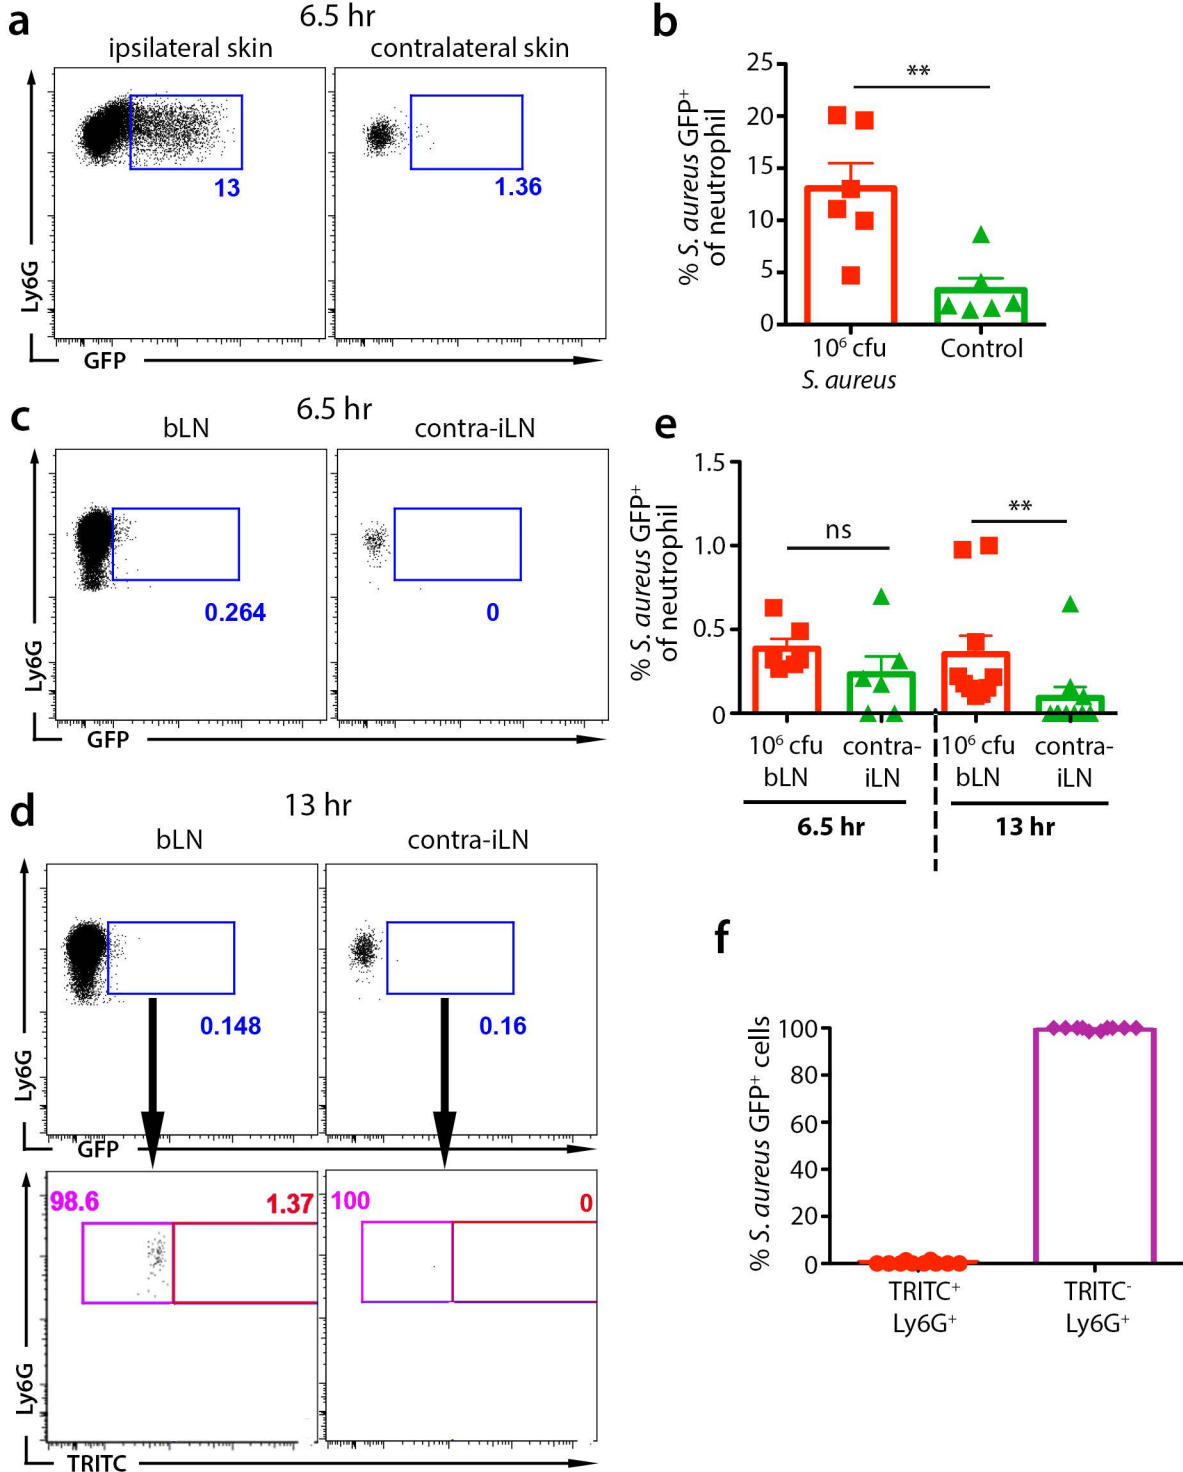 a
6.5 hr
ipsilateral skin
contralateral skin
13
1.36
Ly6G
GFP
b
% S. aureus GFP⁺
of neutrophil
25
20
15
10
5
0
**
10⁶ cfu
S. aureus
Control
c
6.5 hr
bLN
contra-iLN
0.264
0
Ly6G
GFP
e
% S. aureus GFP⁺
of neutrophil
1.5
1.0
0.5
0
ns
**
10⁶ cfu
bLN
contra-
iLN
10⁶ cfu
bLN
contra-
iLN
6.5 hr
13 hr
d
13 hr
bLN
contra-iLN
0.148
0.16
Ly6G
GFP
98.6
1.37
100
0
Ly6G
TRITC
f
% S. aureus GFP⁺ cells
100
80
60
40
20
0
TRITC⁺
Ly6G⁺
TRITC⁻
Ly6G⁺